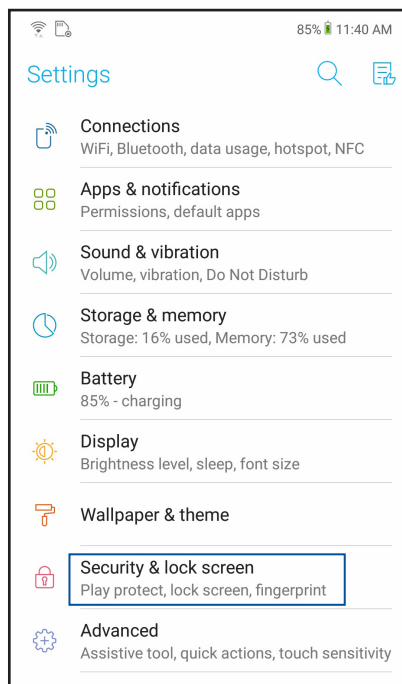 85% 11:40 AM
Settings
Connections
WiFi, Bluetooth, data usage, hotspot, NFC
Apps & notifications
Permissions, default apps
Sound & vibration
Volume, vibration, Do Not Disturb
Storage & memory
Storage: 16% used, Memory: 73% used
Battery
85% - charging
Display
Brightness level, sleep, font size
Wallpaper & theme
Security & lock screen
Play protect, lock screen, fingerprint
Advanced
Assistive tool, quick actions, touch sensitivity